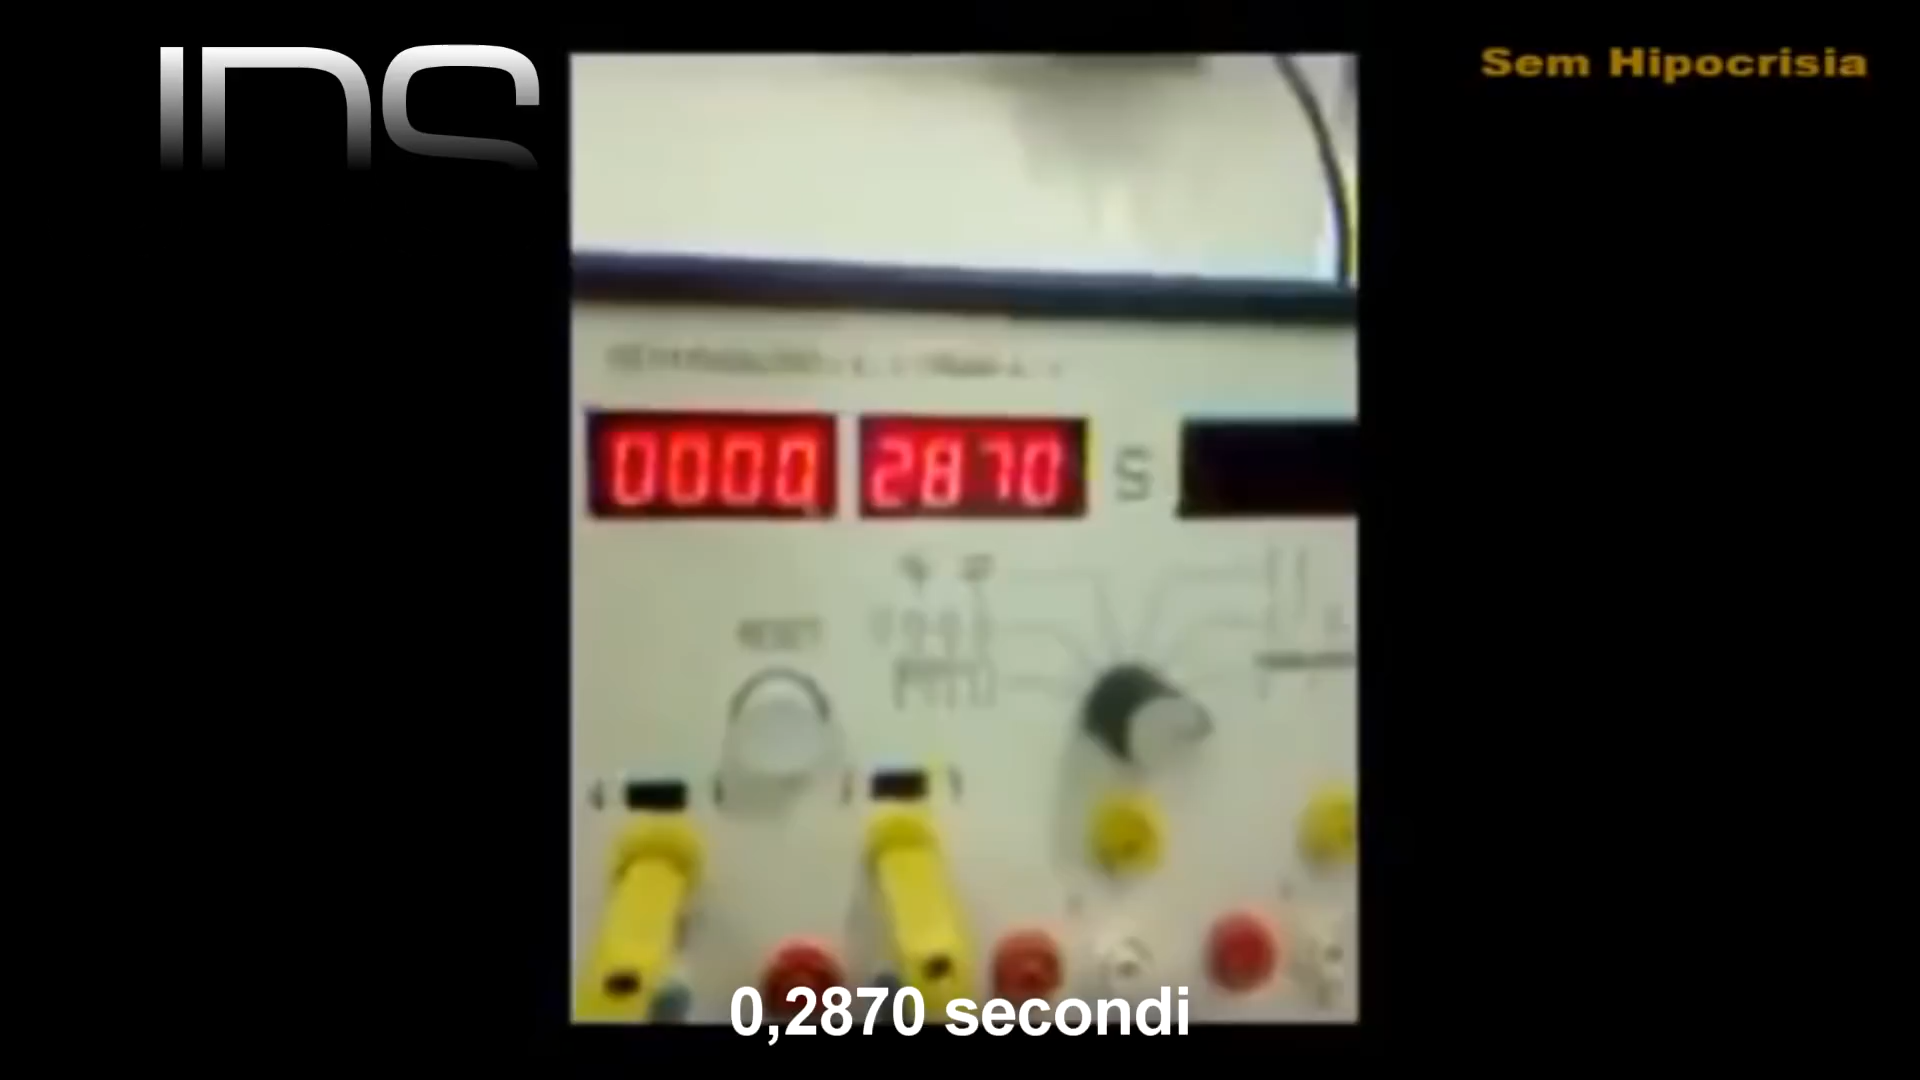 IDS
Sem Hipocrisia
0000. 2870 S
RESET
0,2870 secondi